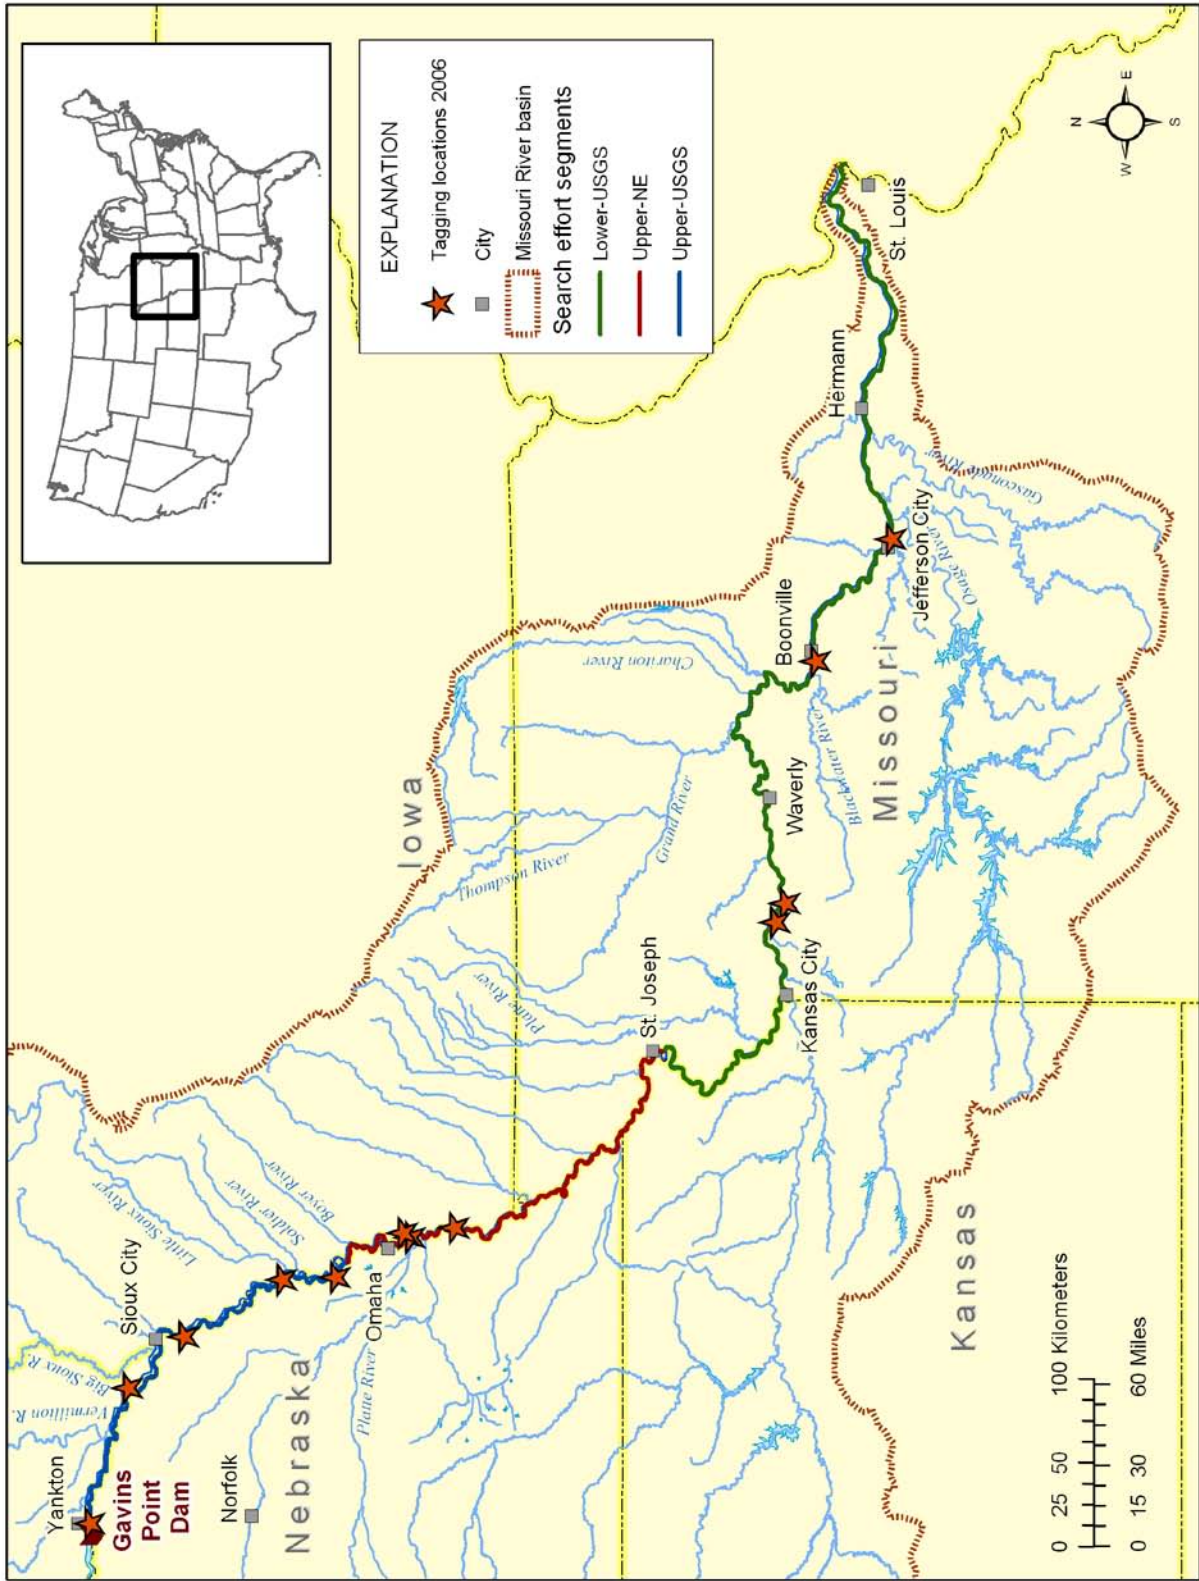 EXPLANATION
Tagging locations 2006
City
Missouri River basin
Search effort segments
Lower-USGS
Upper-NE
Upper-USGS
N
W
E
S
Yankton
Gavins
Point
Dam
Vermillion R.
Big Sioux R.
Sioux City
Little Sioux River
Soldier River
Boyer River
Norfolk
Nebraska
Platte River
Omaha
Iowa
Platte River
Thompson River
Grand River
Chariton River
St. Joseph
Kansas City
Waverly
Boonville
Blackwater River
Missouri
Jefferson City
Osage River
Gasconade River
Hermann
St. Louis
Kansas
0 25 50 100 Kilometers
0 15 30 60 Miles